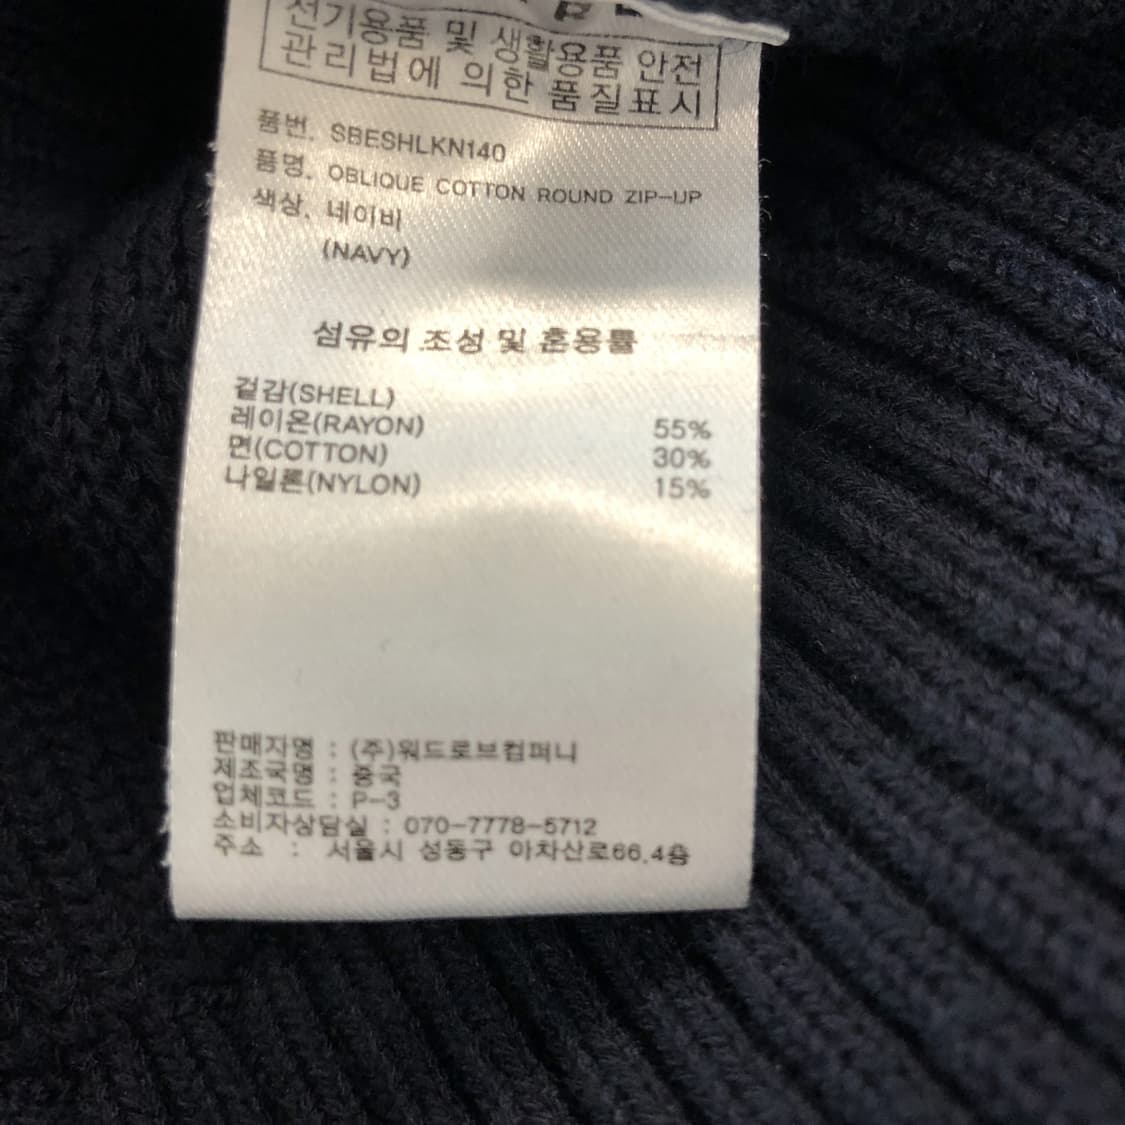 전기용품 및 생활용품 안전
관리법에 의한 품질표시
품번. SBESHLKN140
품명. OBLIQUE COTTON ROUND ZIP-UP
색상. 네이비
(NAVY)
섬유의 조성 및 혼용률
겉감(SHELL)
레이온(RAYON) 55%
면(COTTON) 30%
나일론(NYLON) 15%
판매자명 : (주)워드로브컴퍼니
제조국명 : 중국
업체코드 : P-3
소비자상담실 : 070-7778-5712
주소 : 서울시 성동구 아차산로66,4층